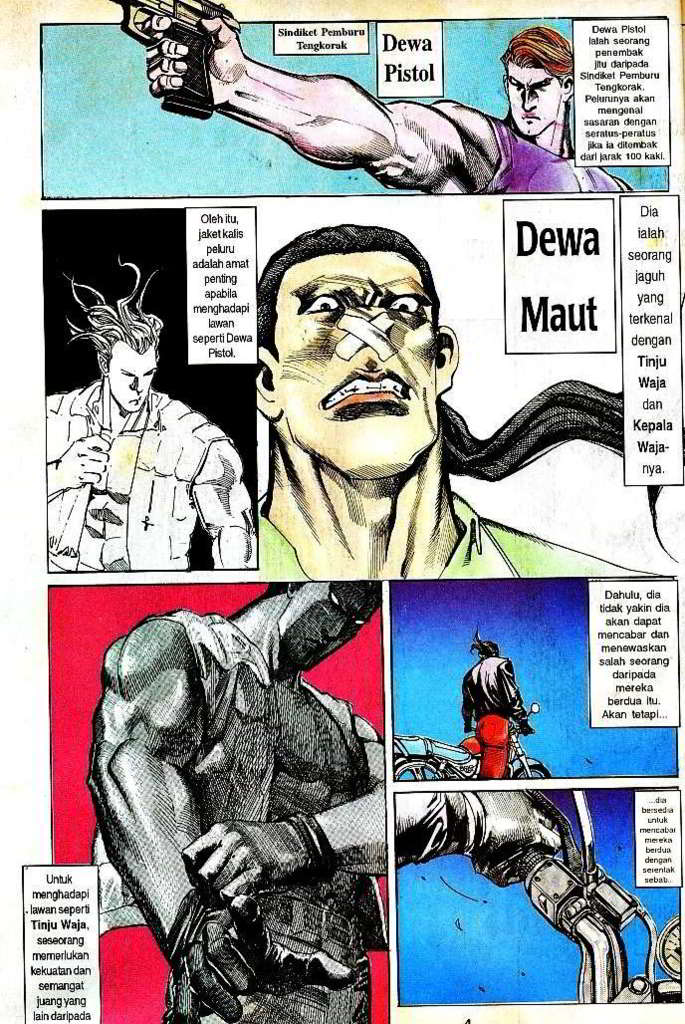 Sindiket Pemburu
Tengkorak
Dewa
Pistol
Dewa Pistol
ialah seorang
penembak
jitu daripada
Sindiket Pemburu
Tengkorak.
Pelurunya akan
mengenai
sasaran dengan
seratus-peratus
jika ia ditembak
dari jarak 100 kaki.
Oleh itu,
jaket kalis
peluru
adalah amat
penting
apabila
menghadapi
lawan
seperti Dewa
Pistol.
Dewa
Maut
Dia
ialah
seorang
jaguh
yang
terkenal
dengan
Tinju
Waja
dan
Kepala
Waja-
nya.
Untuk
menghadapi
lawan seperti
Tinju Waja,
seseorang
memerlukan
kekuatan dan
semangat
juang yang
lain daripada
Dahulu, dia
tidak yakin dia
akan dapat
mencabar dan
menewaskan
salah seorang
daripada
mereka
berdua itu.
Akan tetapi...
...dia
bersedia
untuk
mencabar
mereka
berdua
dengan
serentak
sebab...